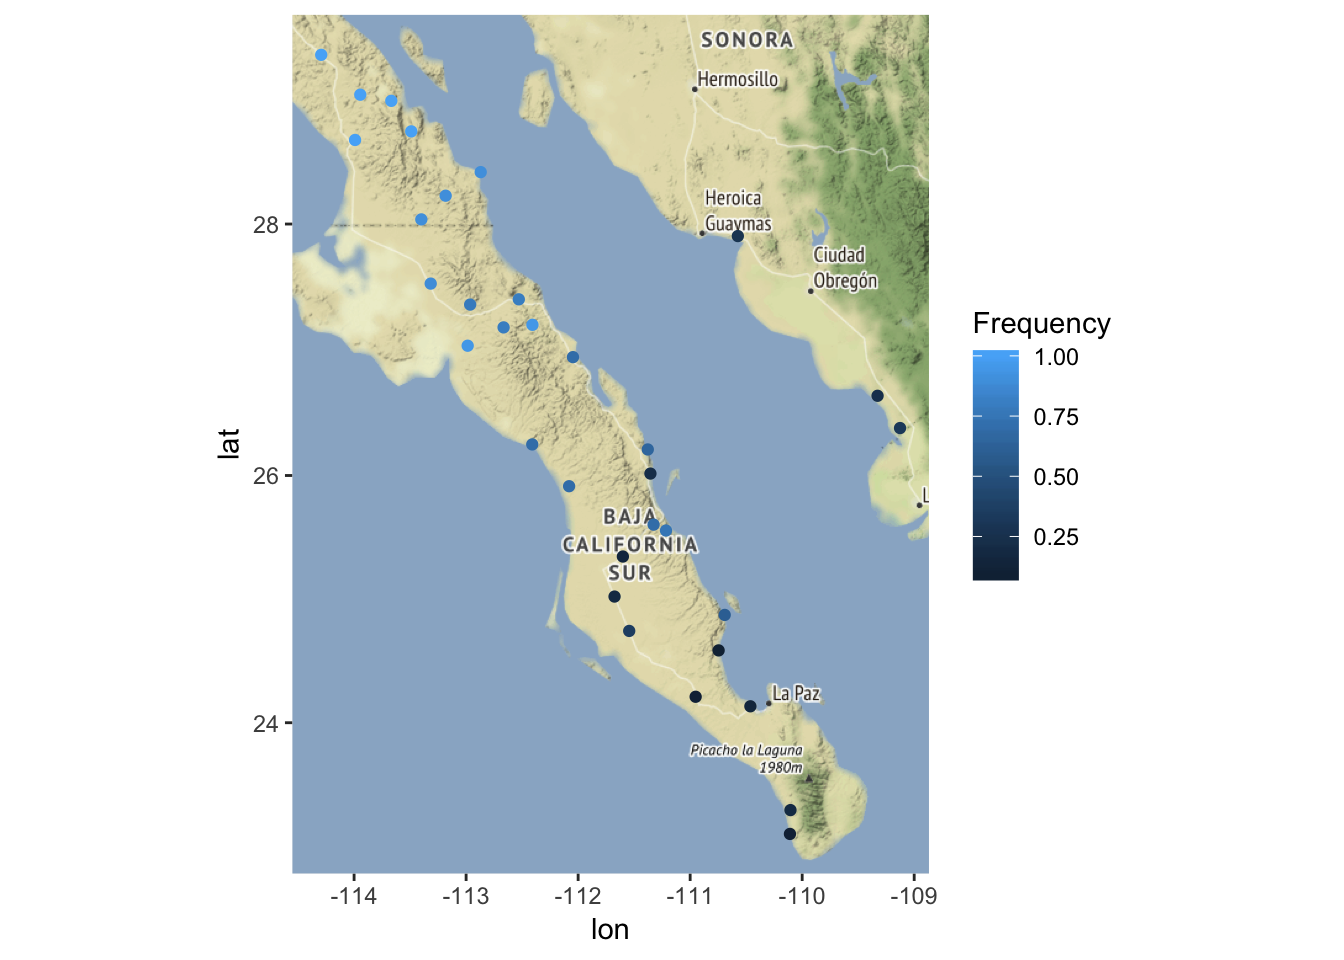 SONORA
Hermosillo
Heroica
Guaymas
Ciudad
Obregón
L
BAJA
CALIFORNIA
SUR
La Paz
Picacho la Laguna
1980m
28
26
24
lat
-114
-113
-112
-111
-110
-109
lon
Frequency
1.00
0.75
0.50
0.25